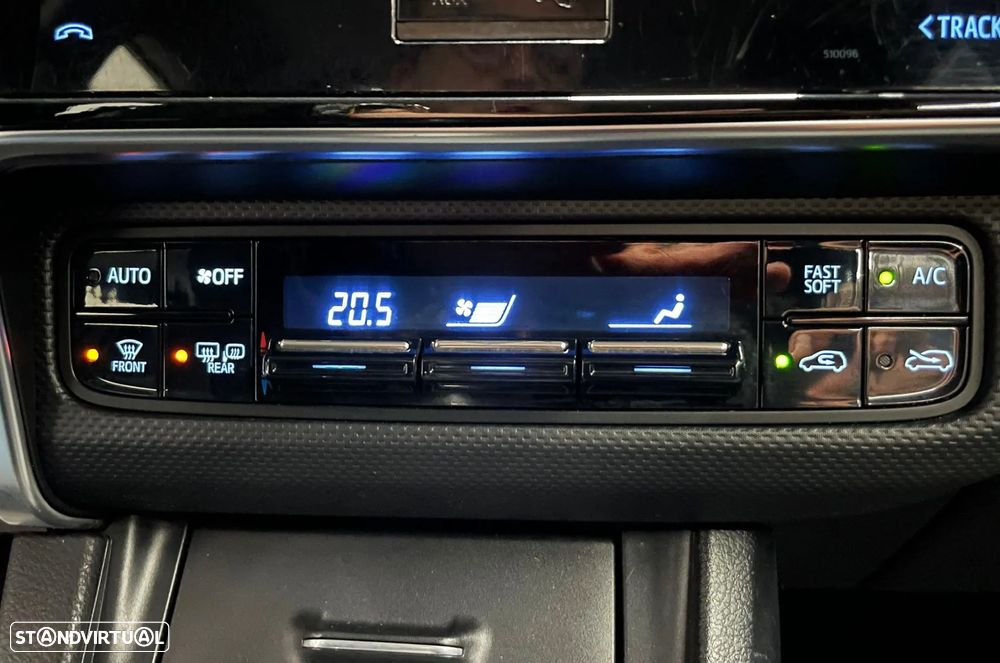 <TRACK
510096
AUTO
OFF
FAST
SOFT
A/C
20.5
FRONT
REAR
STANDVIRTUAL